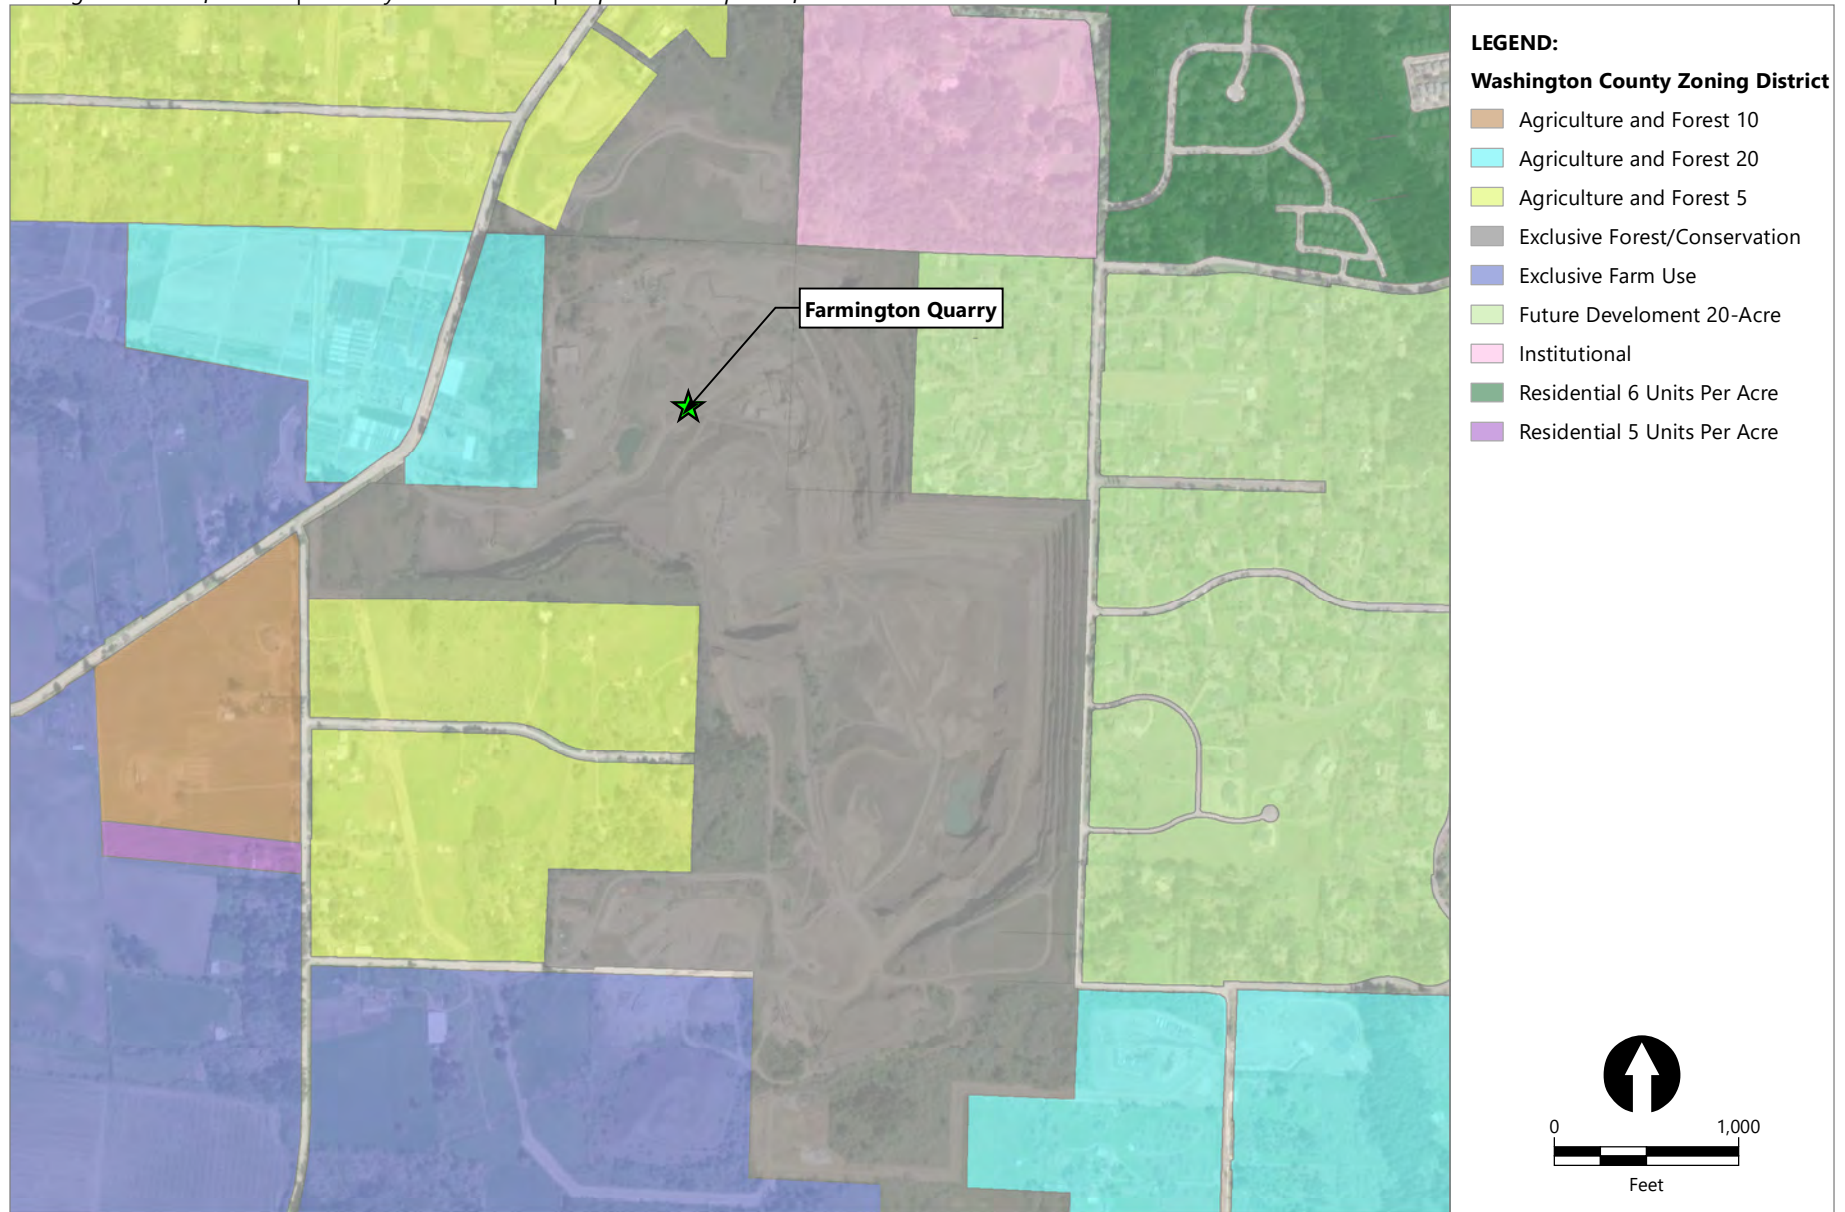 LEGEND:
Washington County Zoning District
Agriculture and Forest 10
Agriculture and Forest 20
Agriculture and Forest 5
Exclusive Forest/Conservation
Exclusive Farm Use
Future Develoment 20-Acre
Institutional
Residential 6 Units Per Acre
Residential 5 Units Per Acre
Farmington Quarry
0 1,000
Feet